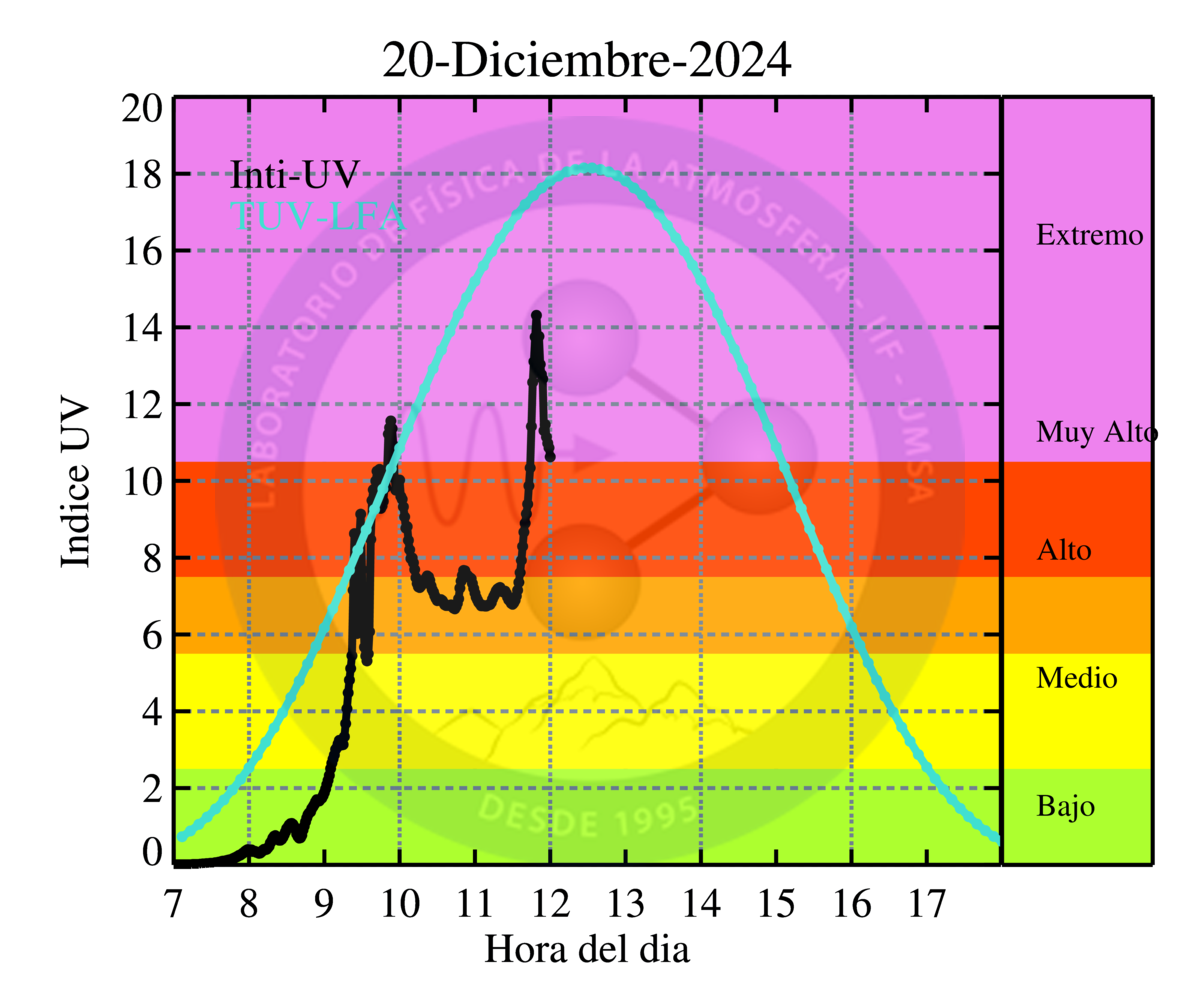 20-Diciembre-2024
Inti-UV
TUV-LFA
LABORATORIO DE FÍSICA DE LA ATMÓSFERA - IIF - UMSA
DESDE 1995
Extremo
Muy Alto
Alto
Medio
Bajo
Indice UV
20
18
16
14
12
10
8
6
4
2
0
7 8 9 10 11 12 13 14 15 16 17
Hora del dia